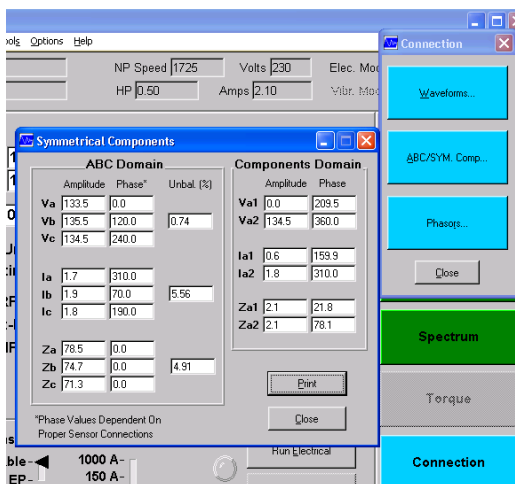 Options Help
Connection
NP Speed 1725 Volts 230 Elec.
HP 0.50 Amps 2.10 Vibr.
Waveforms...
Symmetrical Components
ABC Domain Components Domain
ABC/SYM. Comp...
Amplitude Phase* Unbal. (%) Amplitude Phase
Va 133.5 0.0 Va1 0.0 209.5
Vb 135.5 120.0 0.74 Va2 134.5 360.0
Vc 134.5 240.0
Phasors...
Ia 1.7 310.0 Ia1 0.6 159.9
Ib 1.9 70.0 5.56 Ia2 1.8 310.0
Ic 1.8 190.0
Close
Za1 2.1 21.8
Za2 2.1 78.1
Za 78.5 0.0
Zb 74.7 0.0 4.91
Zc 71.3 0.0
Spectrum
Print
Torque
*Phase Values Dependent On
Proper Sensor Connections
Close
Run Electrical
1000 A-
150 A-
EP-
Connection